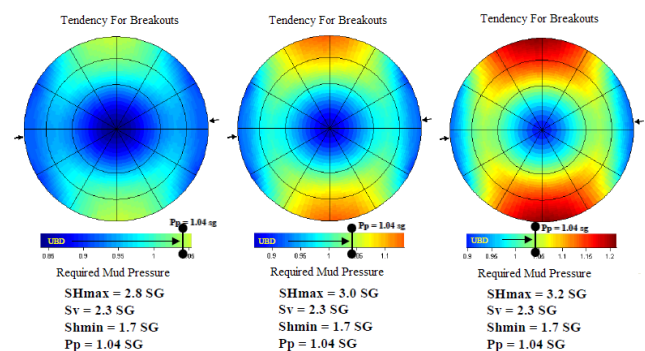 Tendency For Breakouts
Tendency For Breakouts
Tendency For Breakouts
Pp = 1.04 sg
Pp = 1.04 sg
Pp = 1.04 sg
UBD
UBD
UBD
0.85 0.9 0.95 1
0.9 0.95 1 1.1
0.9 0.95 1 1.1 1.15 1.2
Required Mud Pressure
Required Mud Pressure
Required Mud Pressure
SHmax = 2.8 SG
Sv = 2.3 SG
Shmin = 1.7 SG
Pp = 1.04 SG
SHmax = 3.0 SG
Sv = 2.3 SG
Shmin = 1.7 SG
Pp = 1.04 SG
SHmax = 3.2 SG
Sv = 2.3 SG
Shmin = 1.7 SG
Pp = 1.04 SG